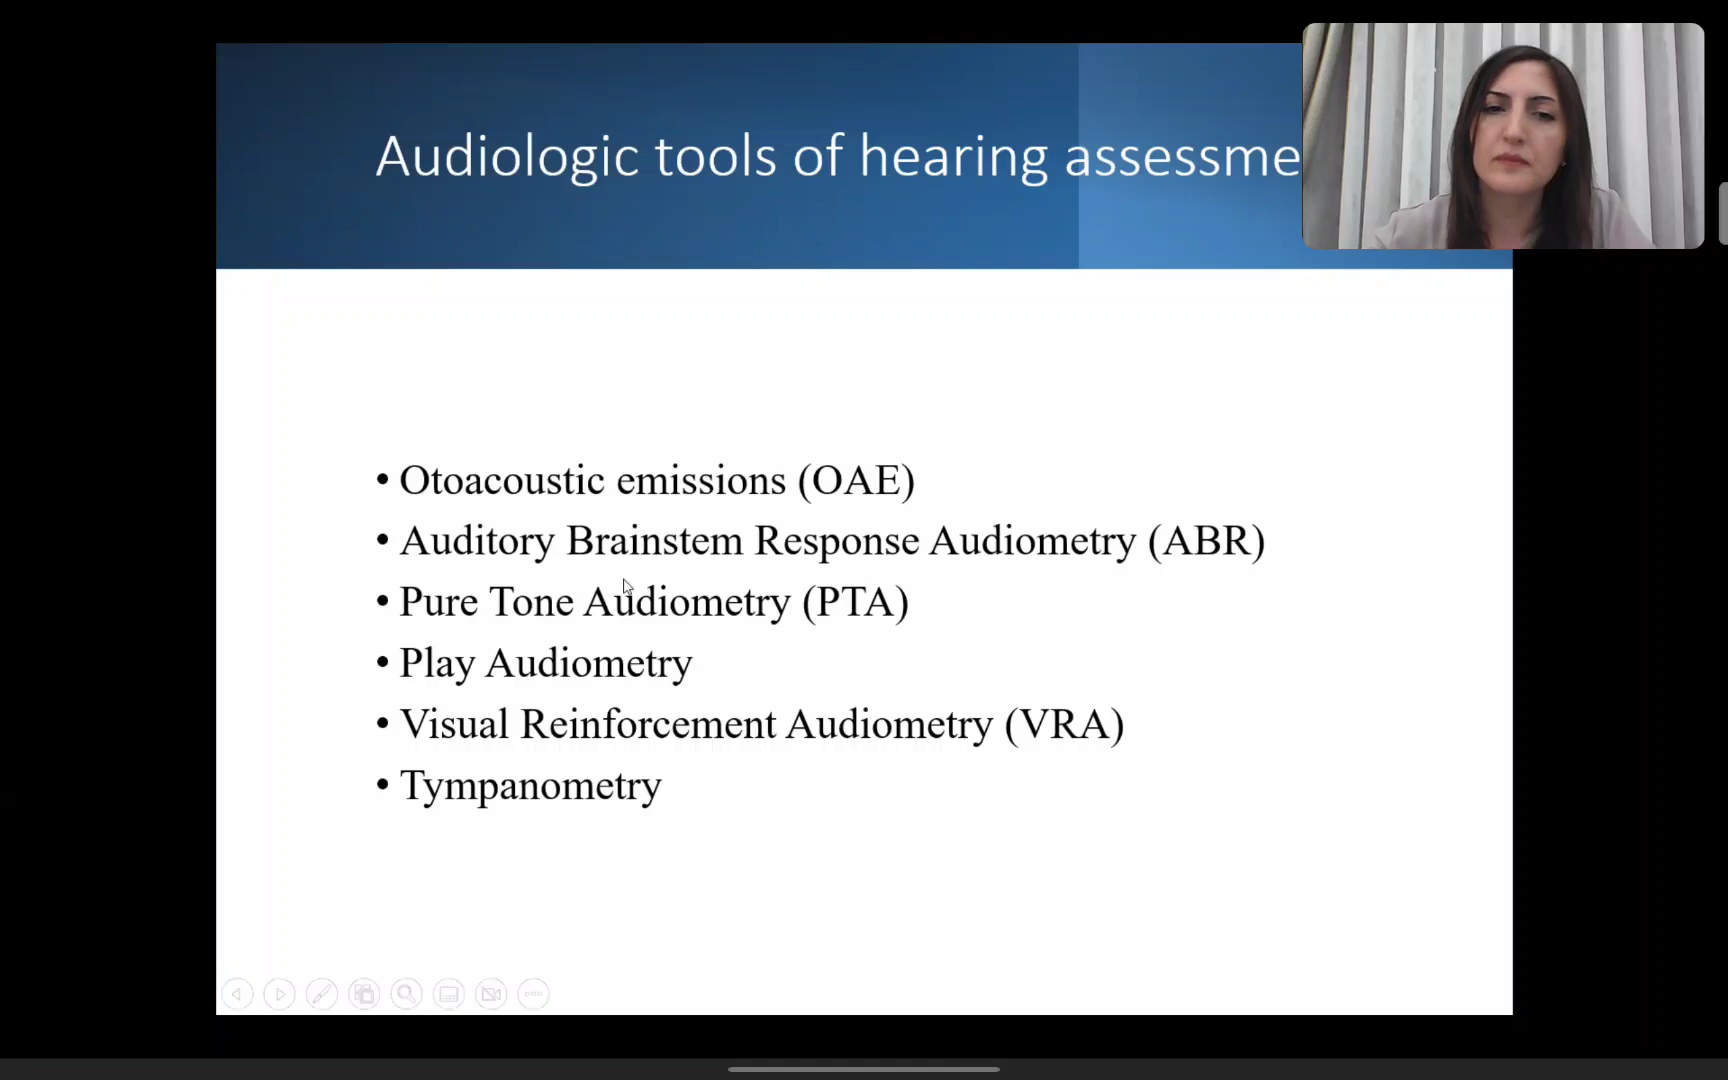 Audiologic tools of hearing assessme
• Otoacoustic emissions (OAE)
• Auditory Brainstem Response Audiometry (ABR)
• Pure Tone Audiometry (PTA)
• Play Audiometry
• Visual Reinforcement Audiometry (VRA)
• Tympanometry